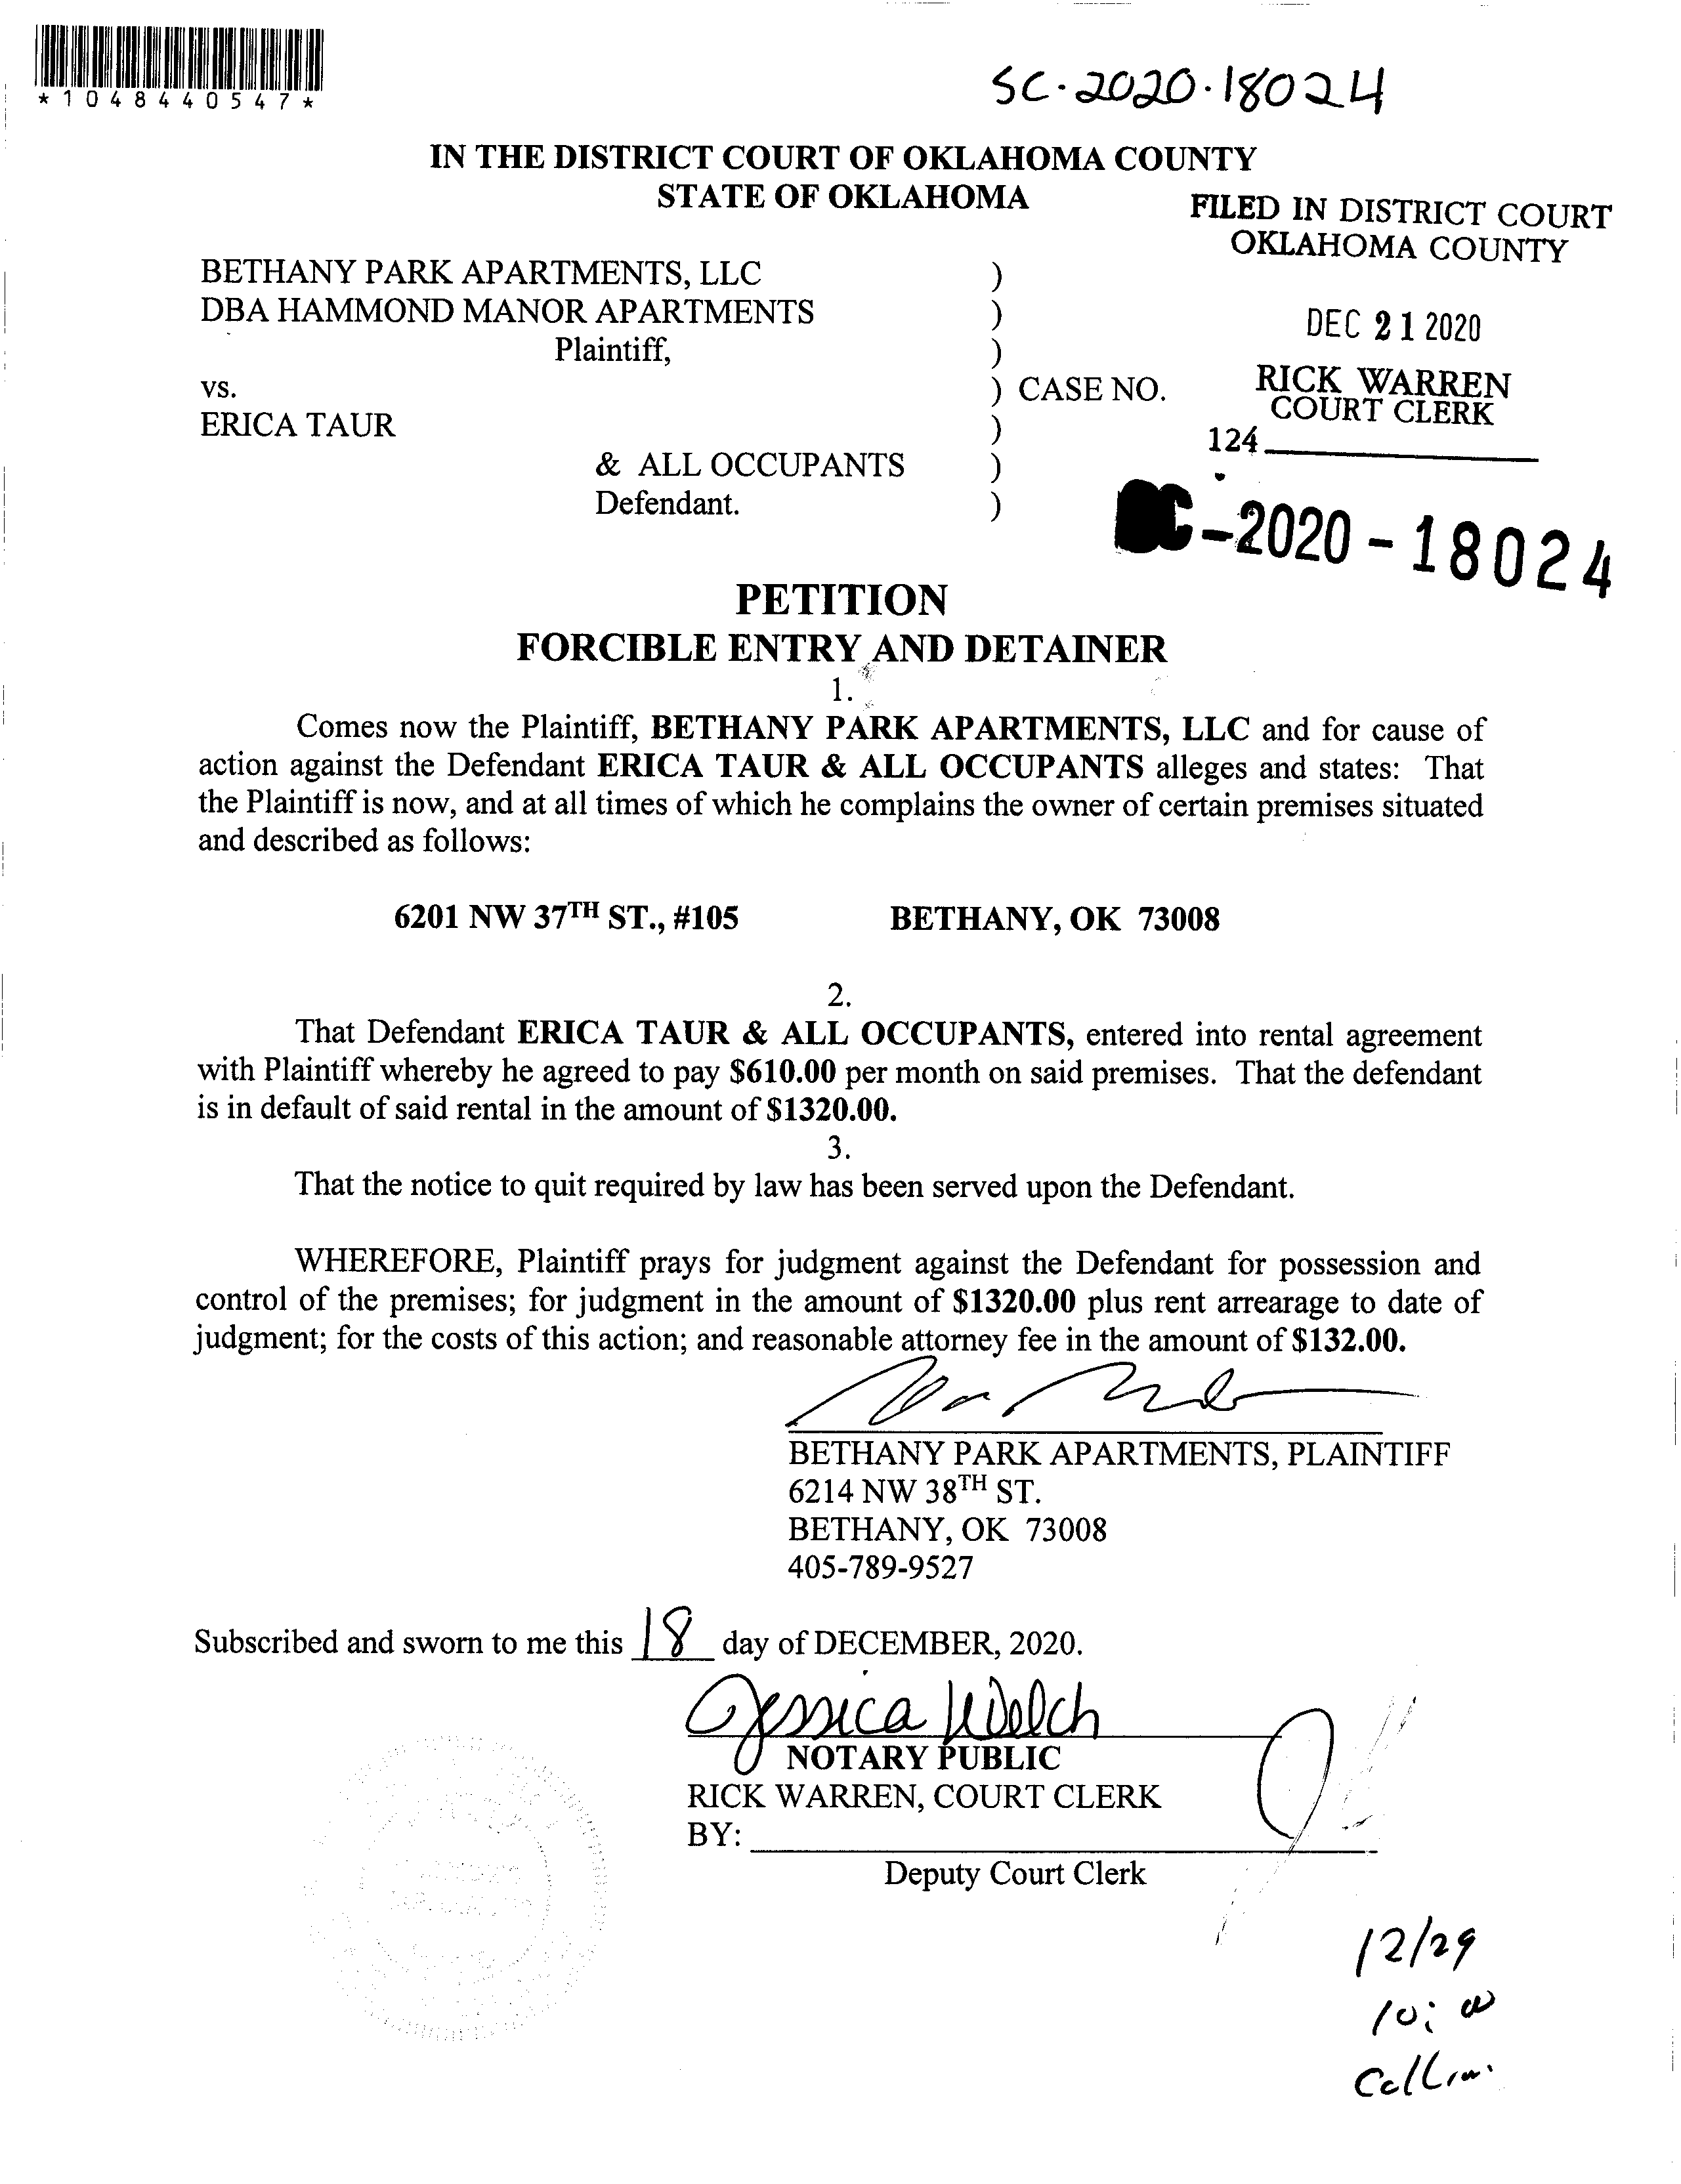 *1048440547*
SC-2020-18024
IN THE DISTRICT COURT OF OKLAHOMA COUNTY
STATE OF OKLAHOMA
FILED IN DISTRICT COURT
OKLAHOMA COUNTY
BETHANY PARK APARTMENTS, LLC )
DBA HAMMOND MANOR APARTMENTS )
DEC 21 2020
Plaintiff, )
vs. ) CASE NO.
RICK WARREN
COURT CLERK
ERICA TAUR )
124
& ALL OCCUPANTS )
Defendant. )
C-2020-18024
PETITION
FORCIBLE ENTRY AND DETAINER
1.
Comes now the Plaintiff, BETHANY PARK APARTMENTS, LLC and for cause of
action against the Defendant ERICA TAUR & ALL OCCUPANTS alleges and states: That
the Plaintiff is now, and at all times of which he complains the owner of certain premises situated
and described as follows:
6201 NW 37TH ST., #105 BETHANY, OK 73008
2.
That Defendant ERICA TAUR & ALL OCCUPANTS, entered into rental agreement
with Plaintiff whereby he agreed to pay $610.00 per month on said premises. That the defendant
is in default of said rental in the amount of $1320.00.
3.
That the notice to quit required by law has been served upon the Defendant.
WHEREFORE, Plaintiff prays for judgment against the Defendant for possession and
control of the premises; for judgment in the amount of $1320.00 plus rent arrearage to date of
judgment; for the costs of this action; and reasonable attorney fee in the amount of $132.00.
BETHANY PARK APARTMENTS, PLAINTIFF
6214 NW 38TH ST.
BETHANY, OK 73008
405-789-9527
Subscribed and sworn to me this 18 day of DECEMBER, 2020.
Jessica Welch
NOTARY PUBLIC
RICK WARREN, COURT CLERK
BY:
Deputy Court Clerk
12/29
10:00